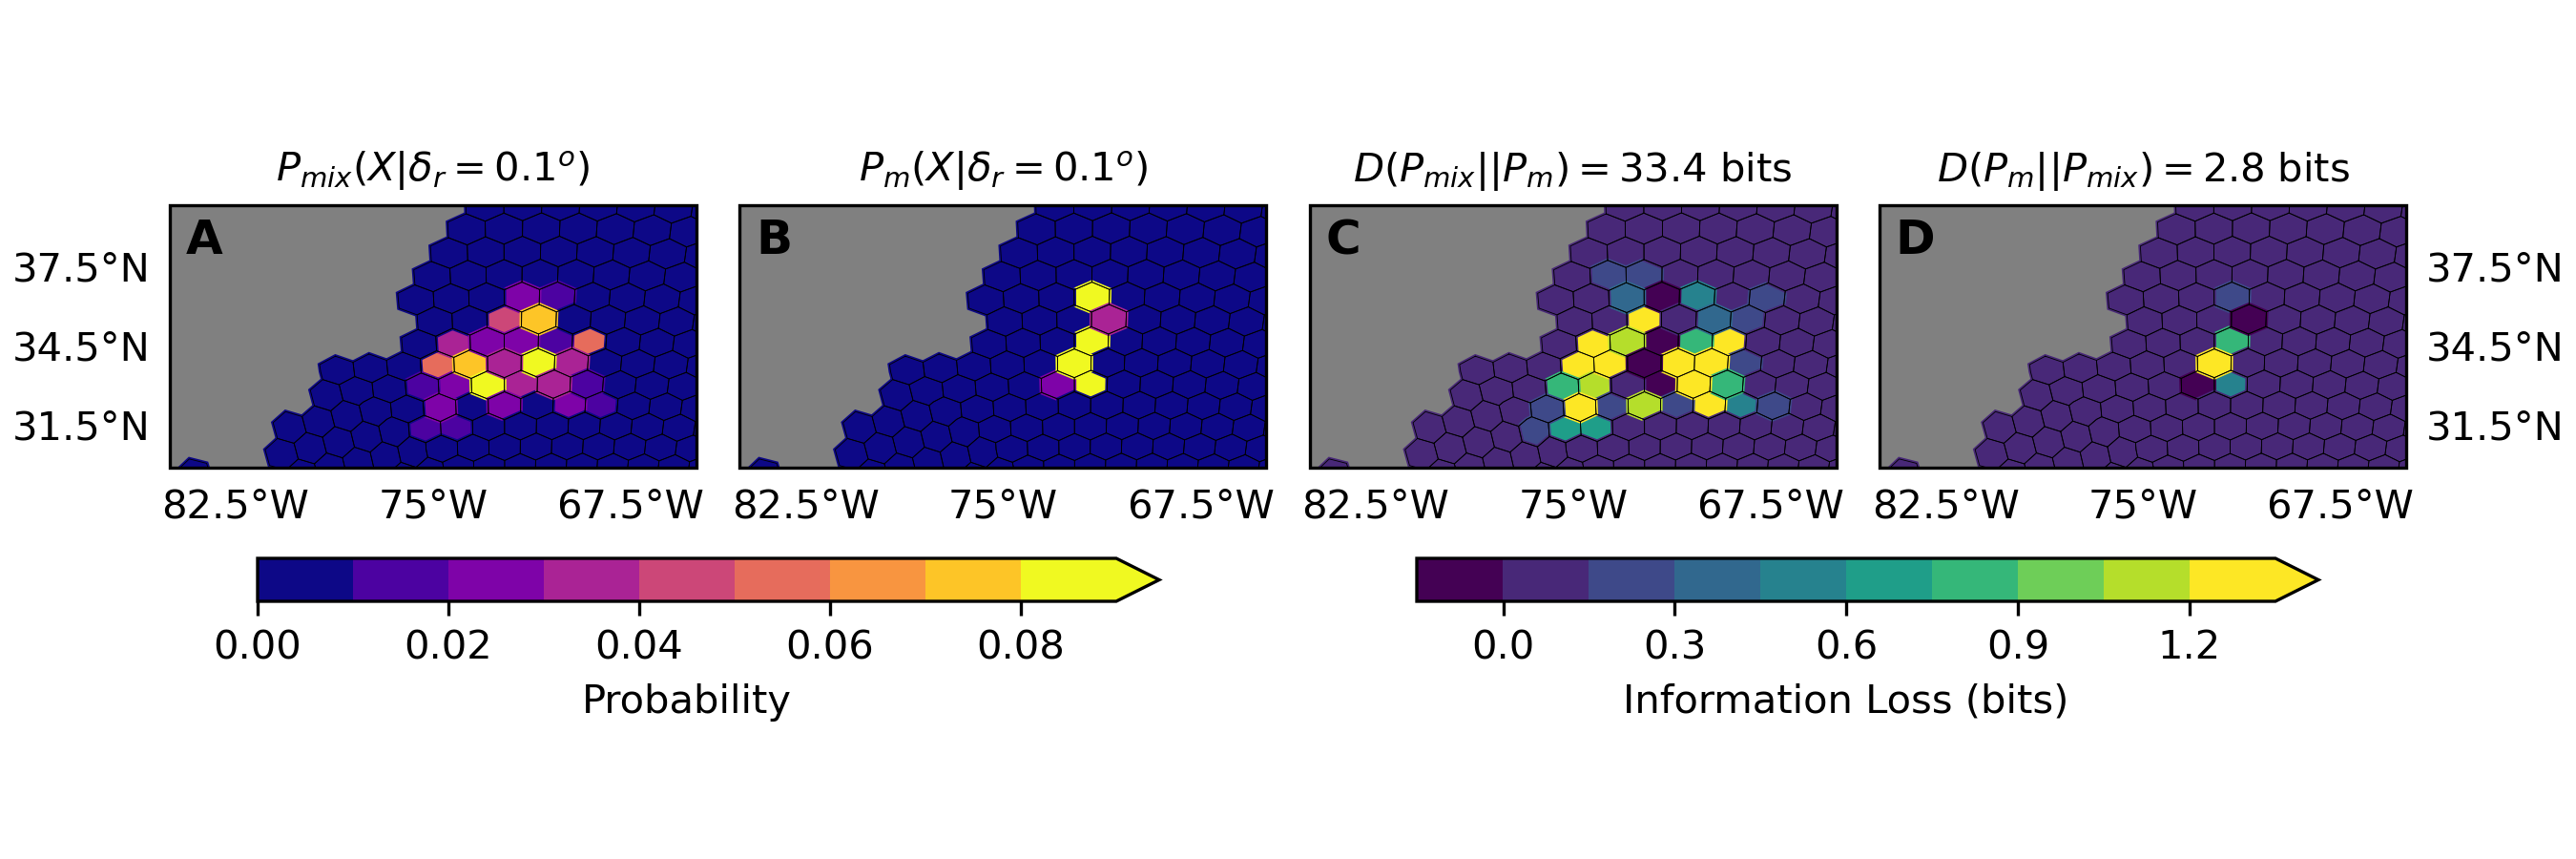 P_mix(X|δ_r = 0.1°)
P_m(X|δ_r = 0.1°)
D(P_mix||P_m) = 33.4 bits
D(P_m||P_mix) = 2.8 bits
A B C D
37.5°N 37.5°N
34.5°N 34.5°N
31.5°N 31.5°N
82.5°W 75°W 67.5°W 82.5°W 75°W 67.5°W 82.5°W 75°W 67.5°W 82.5°W 75°W 67.5°W
0.00 0.02 0.04 0.06 0.08
Probability
0.0 0.3 0.6 0.9 1.2
Information Loss (bits)